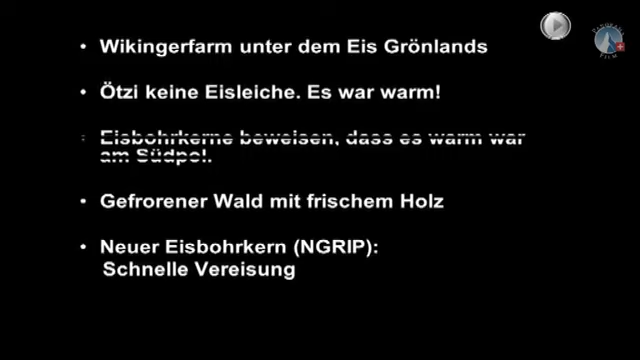 • Wikingerfarm unter dem Eis Grönlands
• Ötzi keine Eisleiche. Es war warm!
• Eisbohrkerne beweisen, dass es warm war
am Südpol.
• Gefrorener Wald mit frischem Holz
• Neuer Eisbohrkern (NGRIP):
Schnelle Vereisung